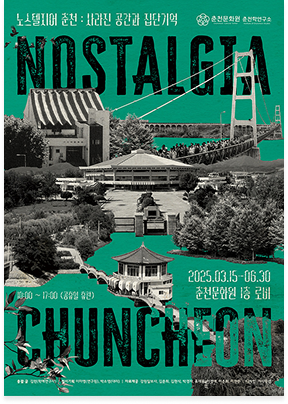 노스텔지어 춘천 : 사라진 공간과 집단기억
춘천문화원 춘천학연구소
NOSTALGIA
2025.03.15-06.30
10:00 ~ 17:00 (공휴일 휴관)
춘천문화원 1층 로비
CHUNCHEON